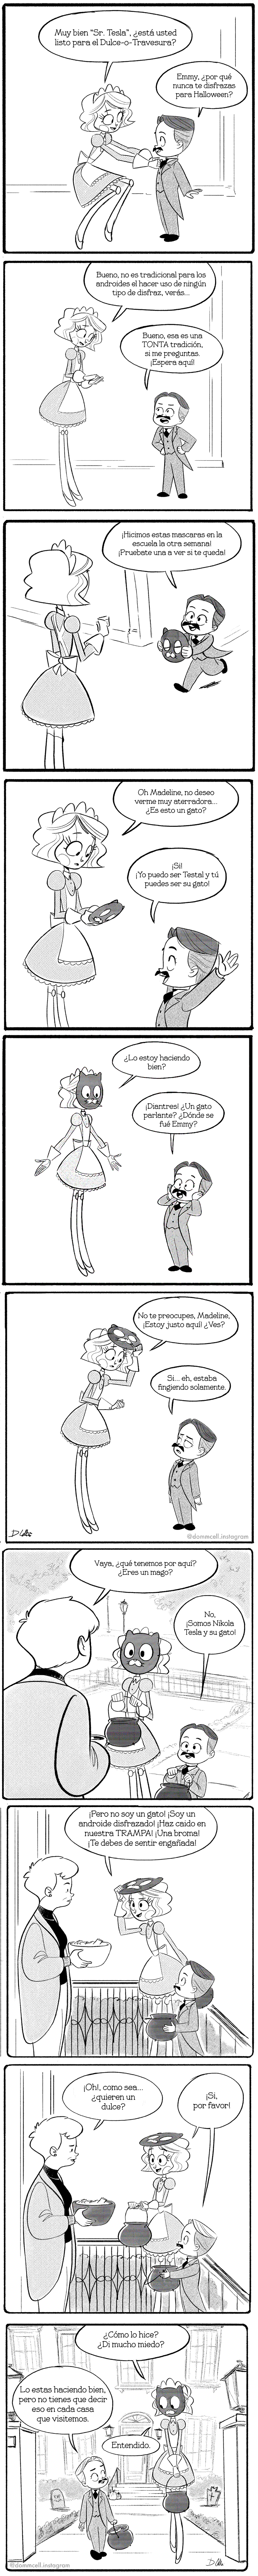 Muy bien "Sr. Tesla", ¿está usted
listo para el Dulce-o-Travesura?
Emmy, ¿por qué
nunca te disfrazas
para Halloween?
Bueno, no es tradicional para los
androides el hacer uso de ningún
tipo de disfraz, verás...
Bueno, esa es una
TONTA tradición,
si me preguntas.
¡Espera aquí!
¡Hicimos estas mascaras en la
escuela la otra semana!
¡Pruebate una a ver si te queda!
Oh Madeline, no deseo
verme muy aterradora...
¿Es esto un gato?
¡Si!
¡Yo puedo ser Testal y tú
puedes ser su gato!
¿Lo estoy haciendo
bien?
¡Diantres! ¿Un gato
parlante? ¿Dónde se
fué Emmy?
No te preocupes, Madeline,
¡Estoy justo aquí! ¿Ves?
Si... eh, estaba
fingiendo solamente.
@dommcell.instagram
Vaya, ¿qué tenemos por aquí?
¿Eres un mago?
No,
¡Somos Nikola
Tesla y su gato!
¡Pero no soy un gato! ¡Soy un
androide disfrazado! ¡Haz caido en
nuestra TRAMPA! ¡Una broma!
¡Te debes de sentir engañada!
¡Oh!, como sea...
¿quieren un
dulce?
¡Si,
por favor!
¿Cómo lo hice?
¿Di mucho miedo?
Lo estas haciendo bien,
pero no tienes que decir
eso en cada casa
que visitemos.
Entendido.
@dommcell.instagram